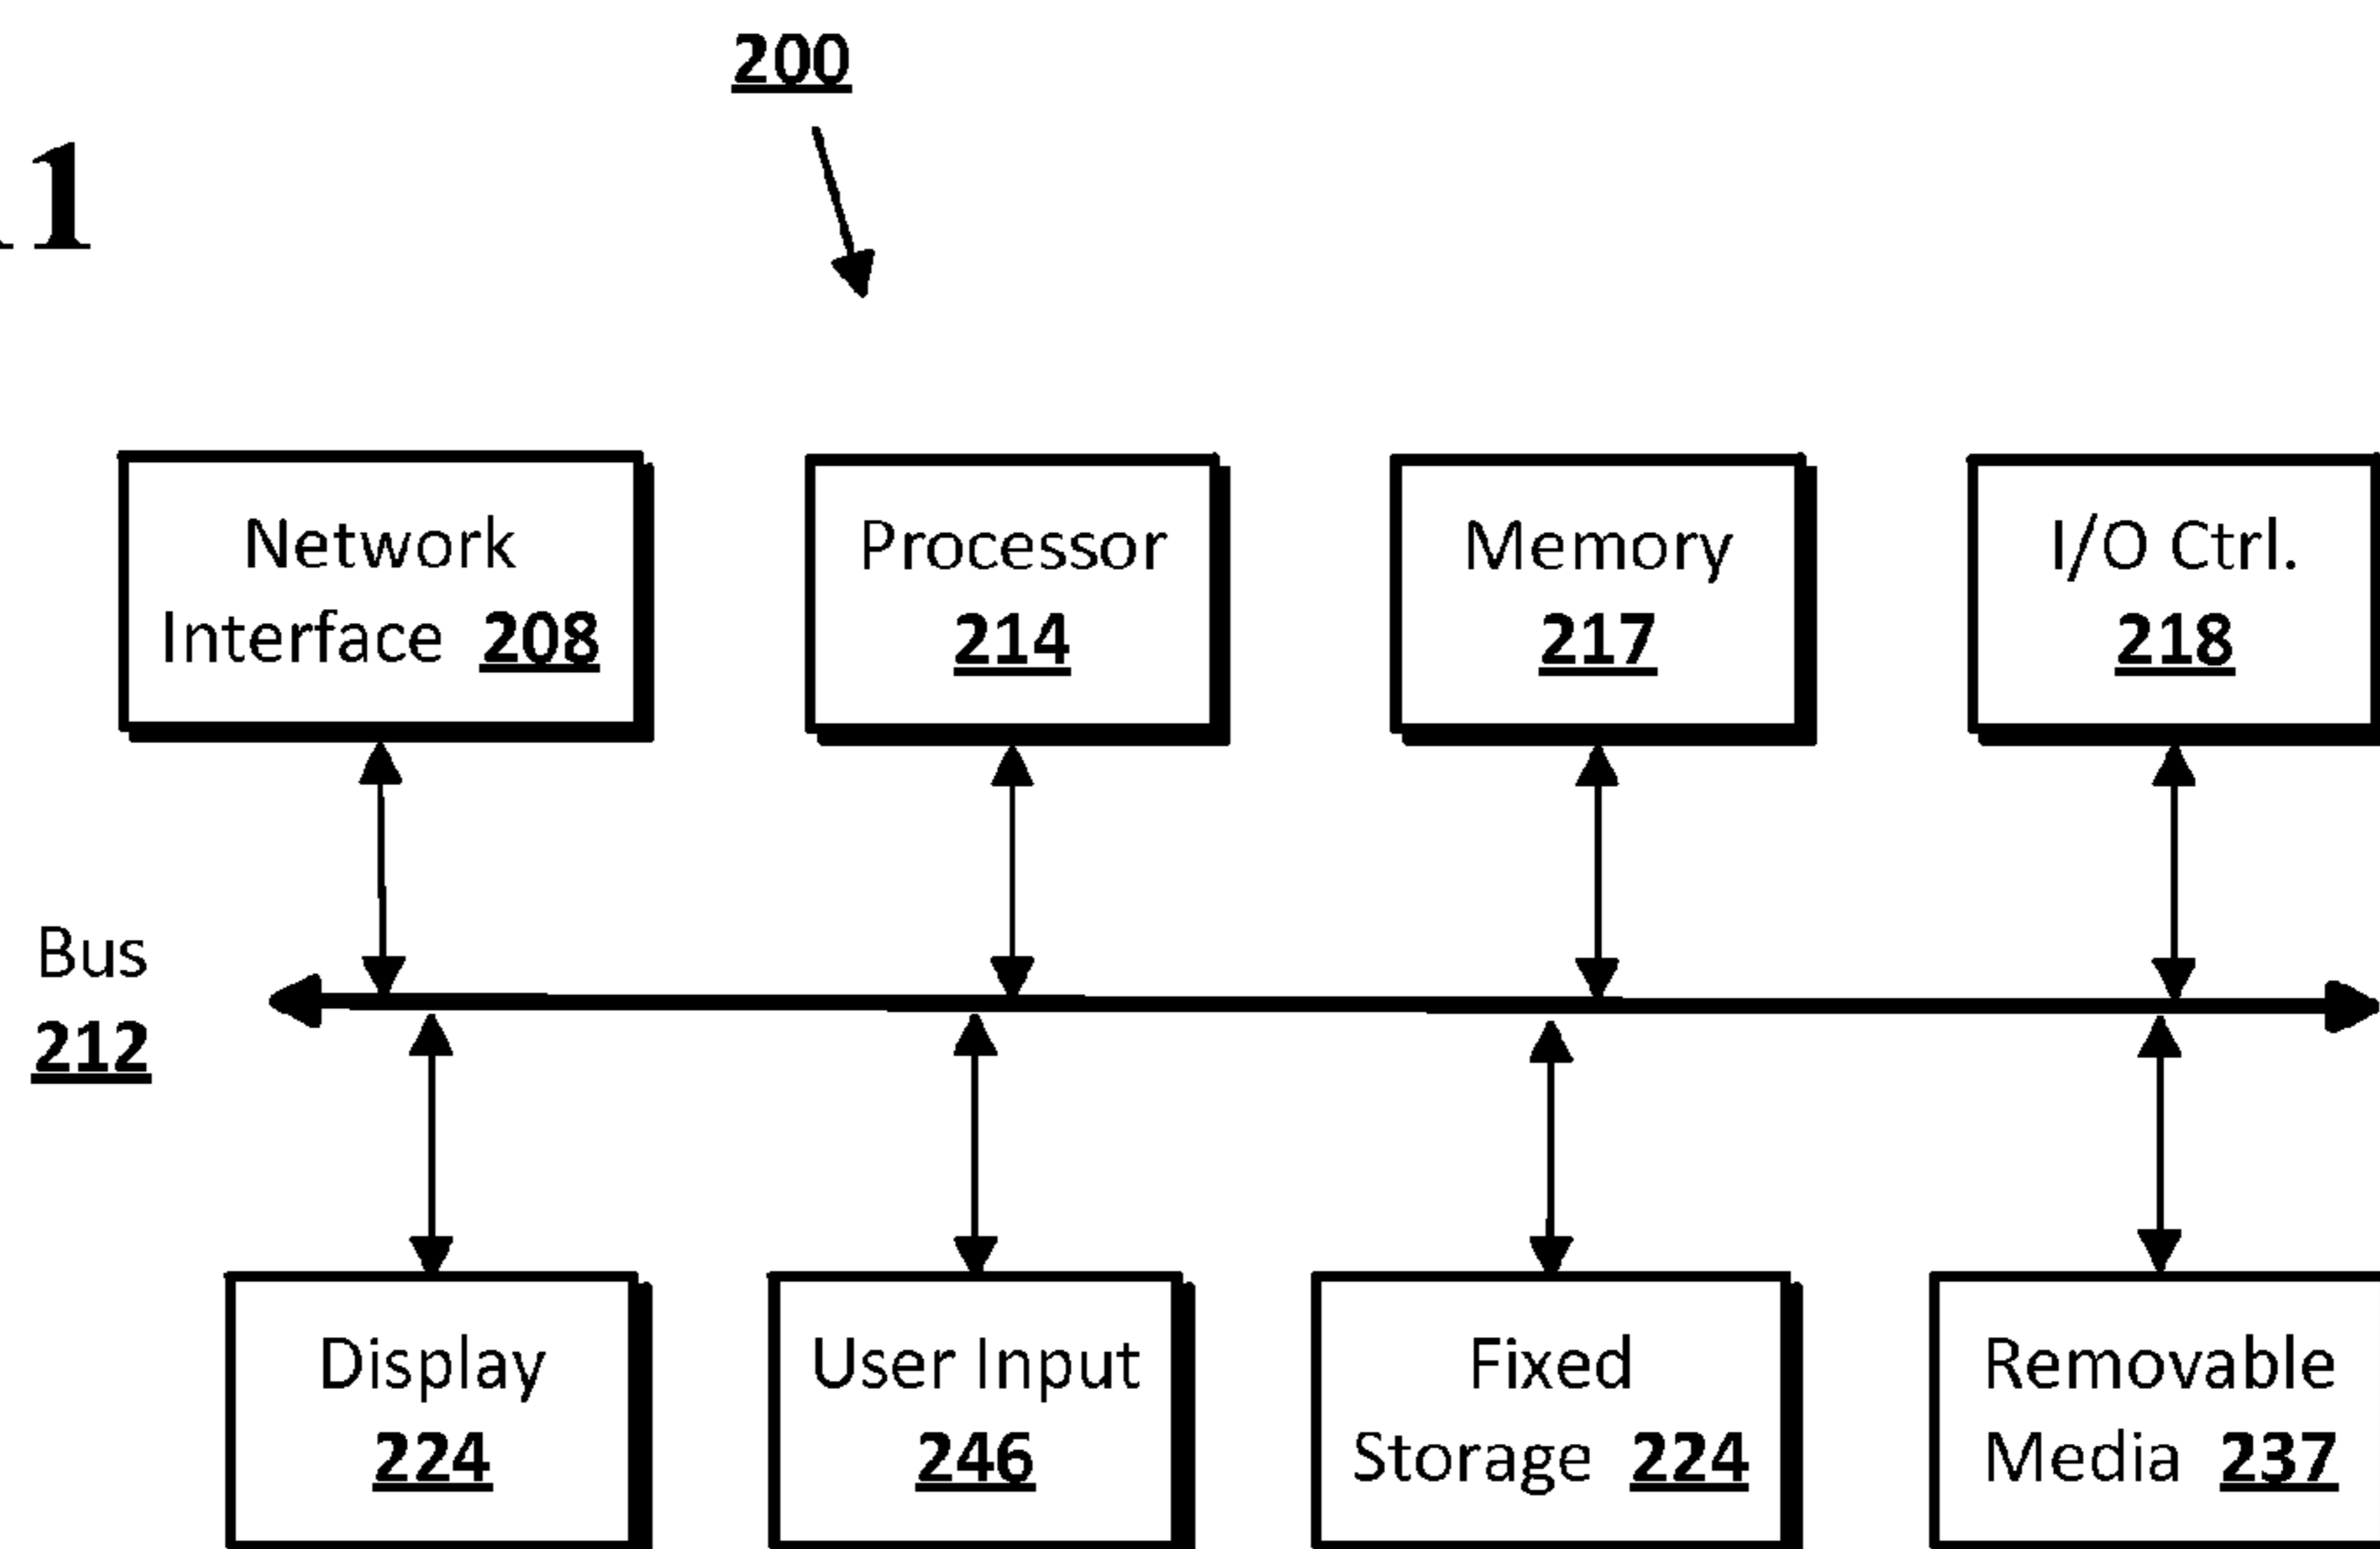 200
11
Network
Interface 208
Processor
214
Memory
217
I/O Ctrl.
218
Bus
212
Display
224
User Input
246
Fixed
Storage 224
Removable
Media 237